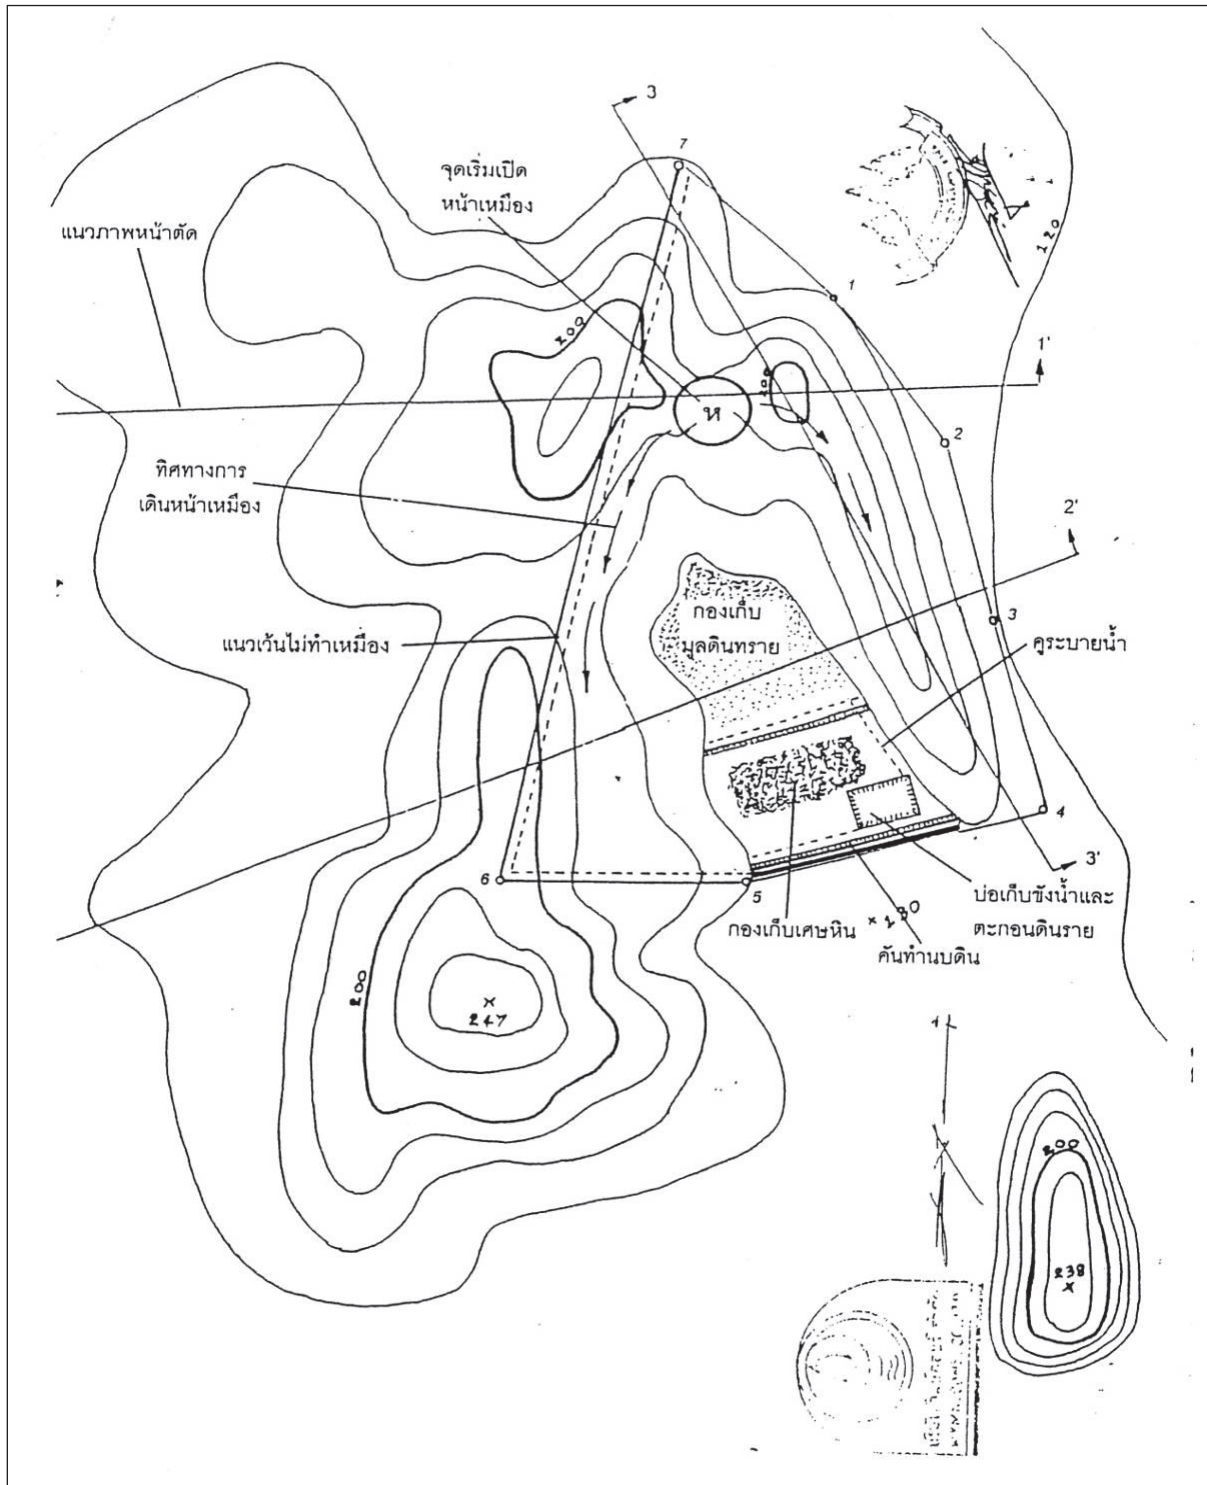 3
7
จุดเริ่มเปิด
หน้าเหมือง
แนวภาพหน้าตัด
120
1
200
1'
200
ห
2
ทิศทางการ
เดินหน้าเหมือง
2'
กองเก็บ
มูลดินทราย
3
แนวเว้นไม่ทำเหมือง
คูระบายน้ำ
4
3'
6
5
บ่อเก็บขังน้ำและ
ตะกอนดินราย
กองเก็บเศษหิน
คันทำนบดิน
200
247
200
238